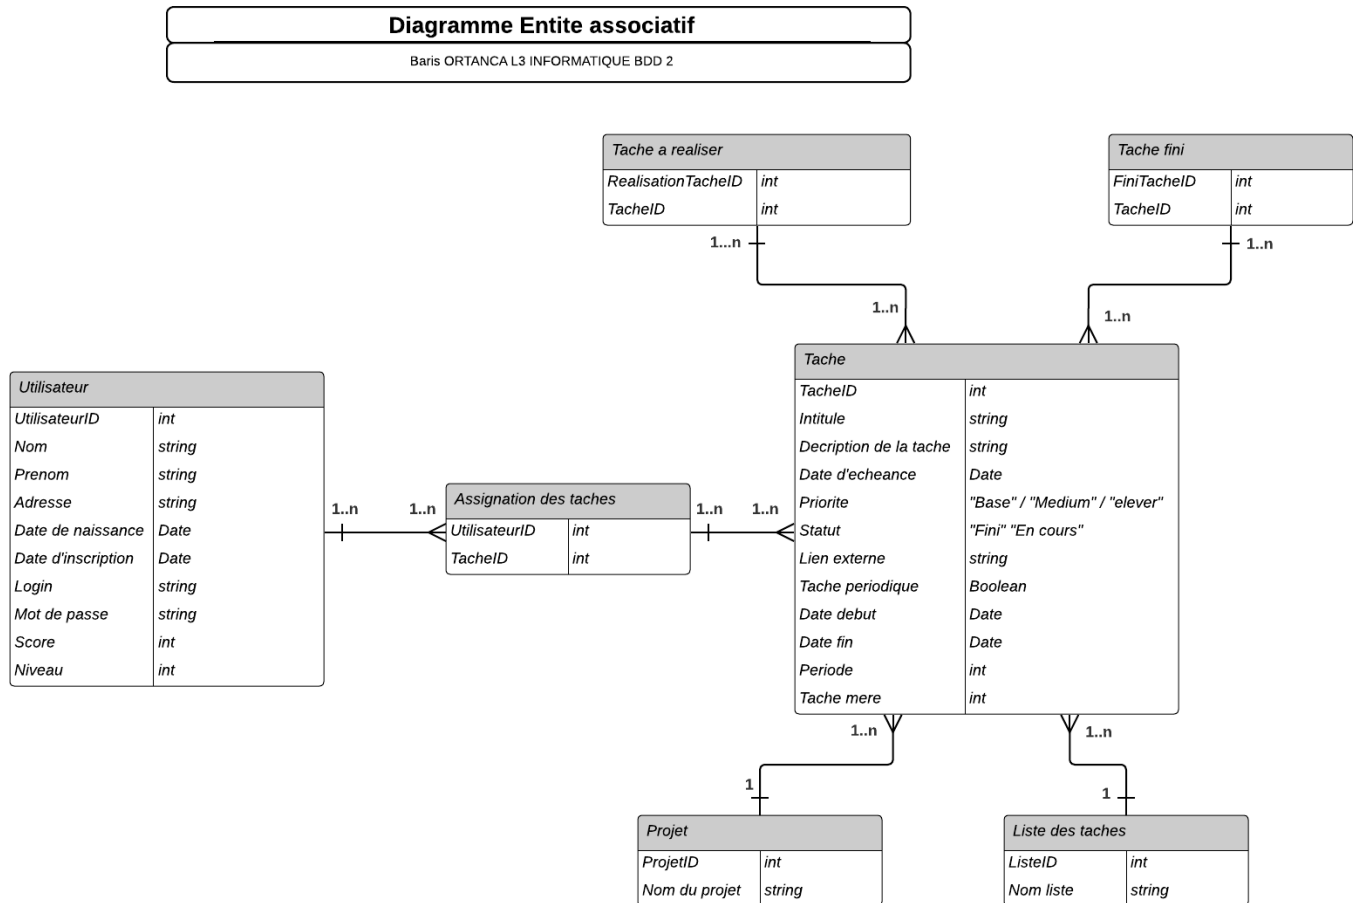 Diagramme Entite associatif
Baris ORTANCA L3 INFORMATIQUE BDD 2
Tache a realiser
RealisationTacheID int
TacheID int
Tache fini
FiniTacheID int
TacheID int
1...n
1..n
1..n
1..n
Utilisateur
UtilisateurID int
Nom string
Prenom string
Adresse string
Date de naissance Date
Date d'inscription Date
Login string
Mot de passe string
Score int
Niveau int
1..n
1..n
Assignation des taches
UtilisateurID int
TacheID int
1..n
1..n
Tache
TacheID int
Intitule string
Decription de la tache string
Date d'echeance Date
Priorite "Base" / "Medium" / "elever"
Statut "Fini" "En cours"
Lien externe string
Tache periodique Boolean
Date debut Date
Date fin Date
Periode int
Tache mere int
1..n
1..n
1
1
Projet
ProjetID int
Nom du projet string
Liste des taches
ListeID int
Nom liste string